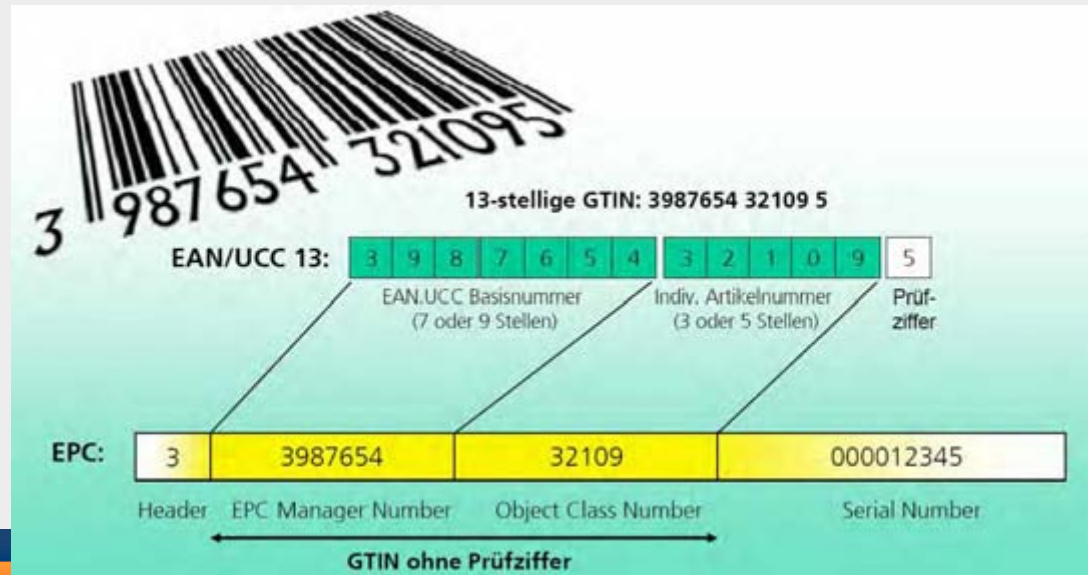 3 987654 321095
13-stellige GTIN: 3987654 32109 5
EAN/UCC 13: 3 9 8 7 6 5 4 3 2 1 0 9 5
EAN.UCC Basisnummer
(7 oder 9 Stellen)
Indiv. Artikelnummer
(3 oder 5 Stellen)
Prüf-
ziffer
EPC: 3 3987654 32109 000012345
Header EPC Manager Number Object Class Number Serial Number
GTIN ohne Prüfziffer